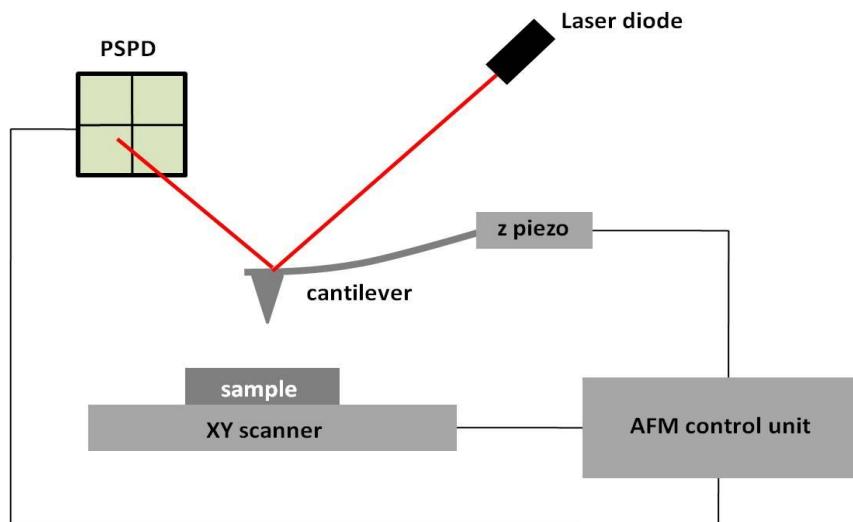 Laser diode
PSPD
z piezo
cantilever
sample
XY scanner
AFM control unit